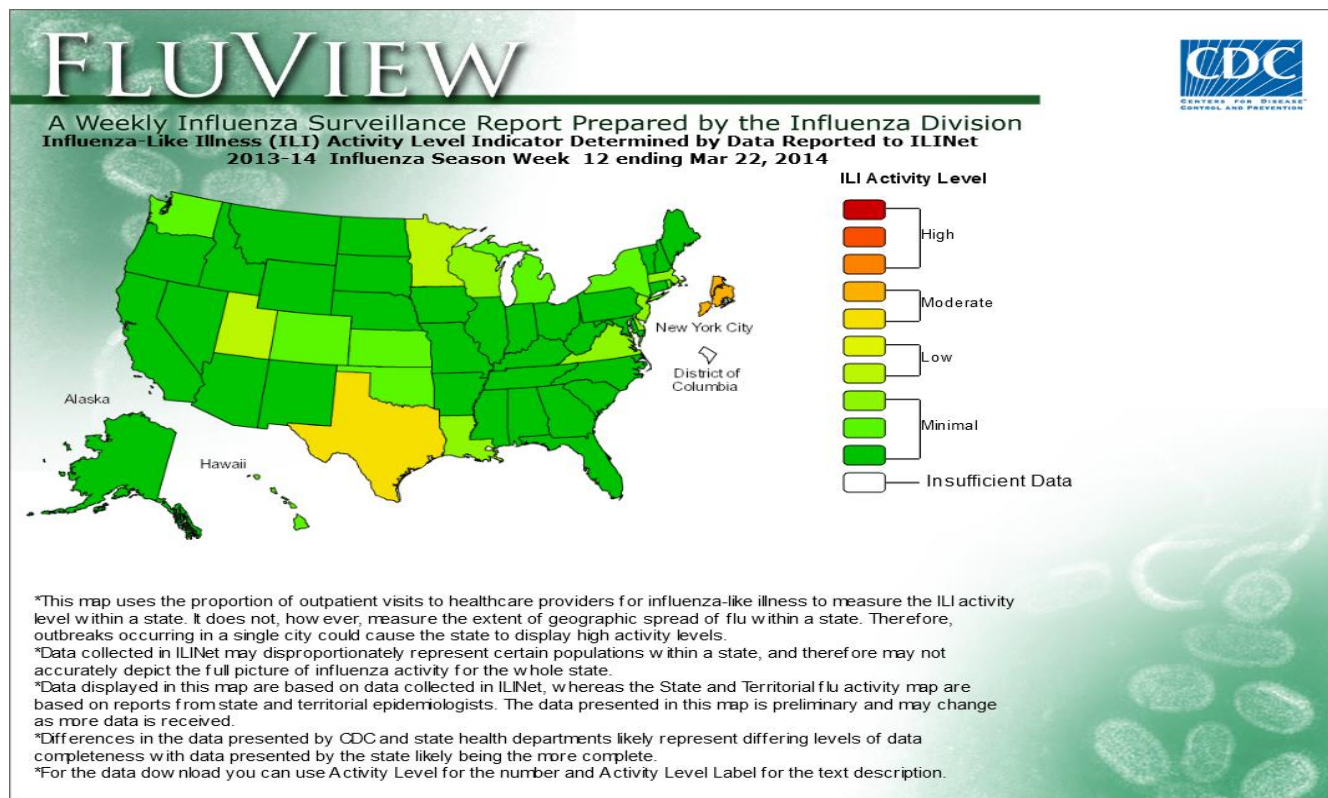 FLUVIEW
CDC
CENTERS FOR DISEASE™
CONTROL AND PREVENTION
A Weekly Influenza Surveillance Report Prepared by the Influenza Division
Influenza-Like Illness (ILI) Activity Level Indicator Determined by Data Reported to ILINet
2013-14 Influenza Season Week 12 ending Mar 22, 2014
ILI Activity Level
High
Moderate
Low
Minimal
Insufficient Data
New York City
District of
Columbia
Alaska
Hawaii
*This map uses the proportion of outpatient visits to healthcare providers for influenza-like illness to measure the ILI activity
level within a state. It does not, however, measure the extent of geographic spread of flu within a state. Therefore,
outbreaks occurring in a single city could cause the state to display high activity levels.
*Data collected in ILINet may disproportionately represent certain populations within a state, and therefore may not
accurately depict the full picture of influenza activity for the whole state.
*Data displayed in this map are based on data collected in ILINet, whereas the State and Territorial flu activity map are
based on reports from state and territorial epidemiologists. The data presented in this map is preliminary and may change
as more data is received.
*Differences in the data presented by CDC and state health departments likely represent differing levels of data
completeness with data presented by the state likely being the more complete.
*For the data download you can use Activity Level for the number and Activity Level Label for the text description.